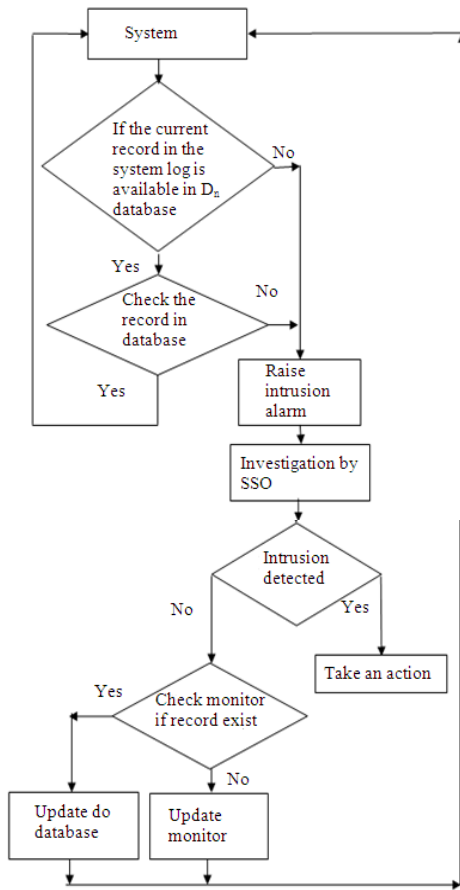 System
If the current
record in the
system log is
available in Dn
database
No
Yes
Check the
record in
database
No
Yes
Raise
intrusion
alarm
Investigation by
SSO
Intrusion
detected
No
Yes
Take an action
Yes
Check monitor
if record exist
No
Update do
database
Update
monitor